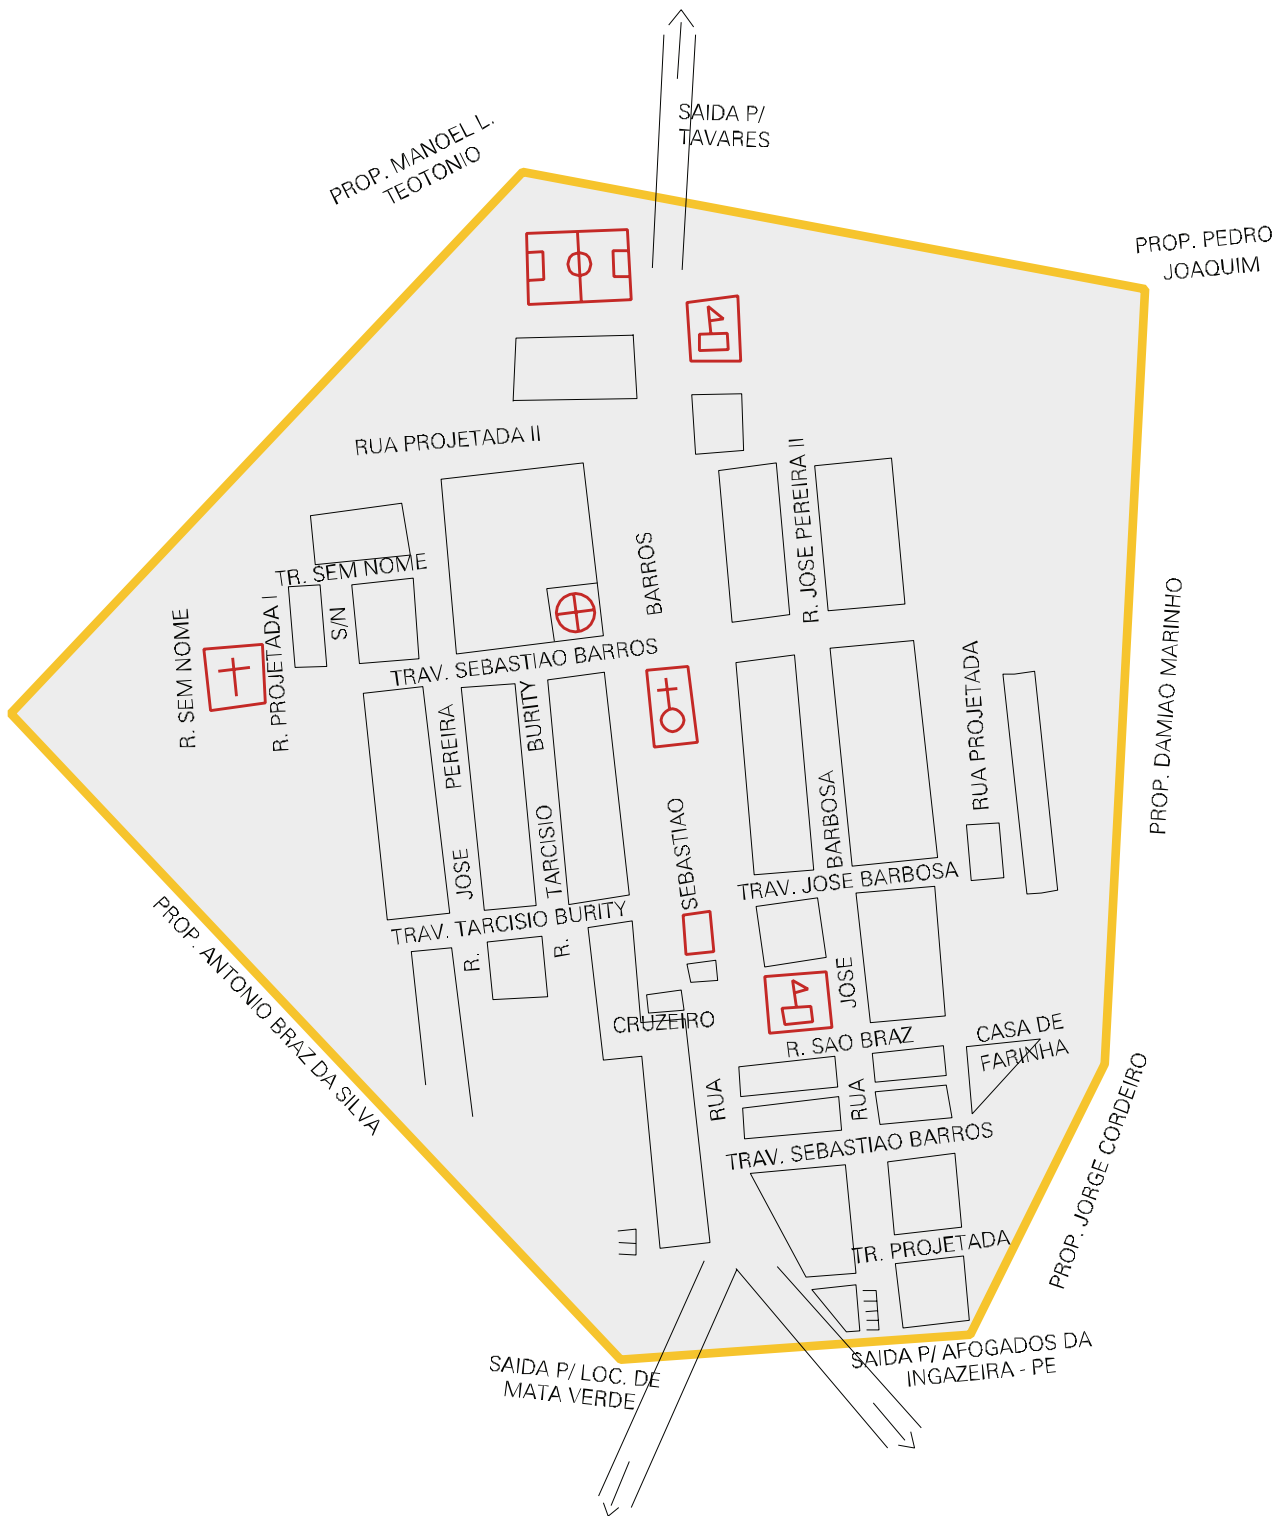 SAIDA P/
TAVARES
PROP. MANOEL L.
TEOTONIO
PROP. PEDRO
JOAQUIM
RUA PROJETADA II
R. JOSE PEREIRA II
BARROS
TR. SEM NOME
S/N
R. PROJETADA I
R. SEM NOME
TRAV. SEBASTIAO BARROS
PEREIRA
BURITY
RUA PROJETADA
PROP. DAMIAO MARINHO
SEBASTIAO
BARBOSA
JOSE
TARCISIO
TRAV. JOSE BARBOSA
TRAV. TARCISIO BURITY
R.
R.
PROP. ANTONIO BRAZ DA SILVA
JOSE
CRUZEIRO
R. SAO BRAZ
CASA DE
FARINHA
RUA
RUA
TRAV. SEBASTIAO BARROS
PROP. JORGE CORDEIRO
TR. PROJETADA
SAIDA P/ LOC. DE
MATA VERDE
SAIDA P/ AFOGADOS DA
INGAZEIRA - PE